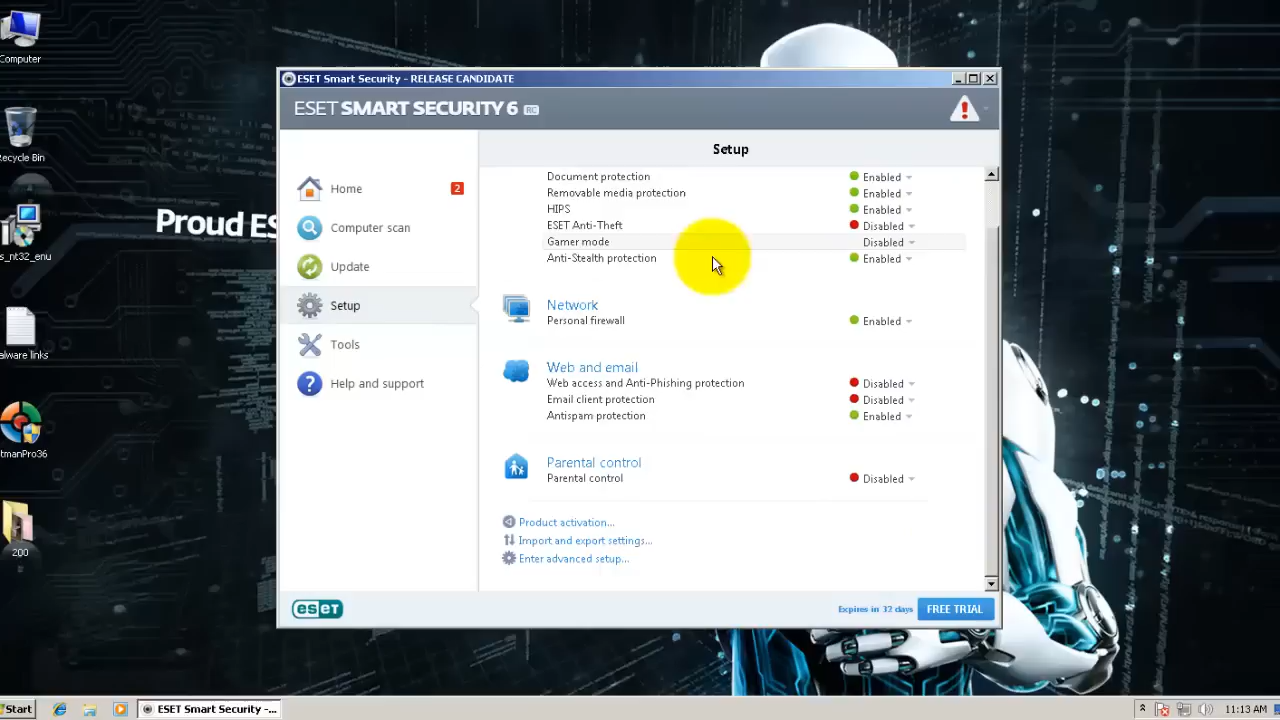 Computer
ESET Smart Security - RELEASE CANDIDATE
ESET SMART SECURITY 6 RC
Setup
Recycle Bin
Home
2
Computer scan
Update
Setup
Tools
Help and support
Proud ES
Document protection Enabled
Removable media protection Enabled
HIPS Enabled
ESET Anti-Theft Disabled
Gamer mode Disabled
Anti-Stealth protection Enabled
Network
Personal firewall Enabled
Web and email
Web access and Anti-Phishing protection Disabled
Email client protection Disabled
Antispam protection Enabled
Parental control
Parental control Disabled
Product activation...
Import and export settings...
Enter advanced setup...
s_rtc_mu
links
tmanPro36
200
eset
Expires in 32 days
FREE TRIAL
Start
ESET Smart Security -...
11:13 AM